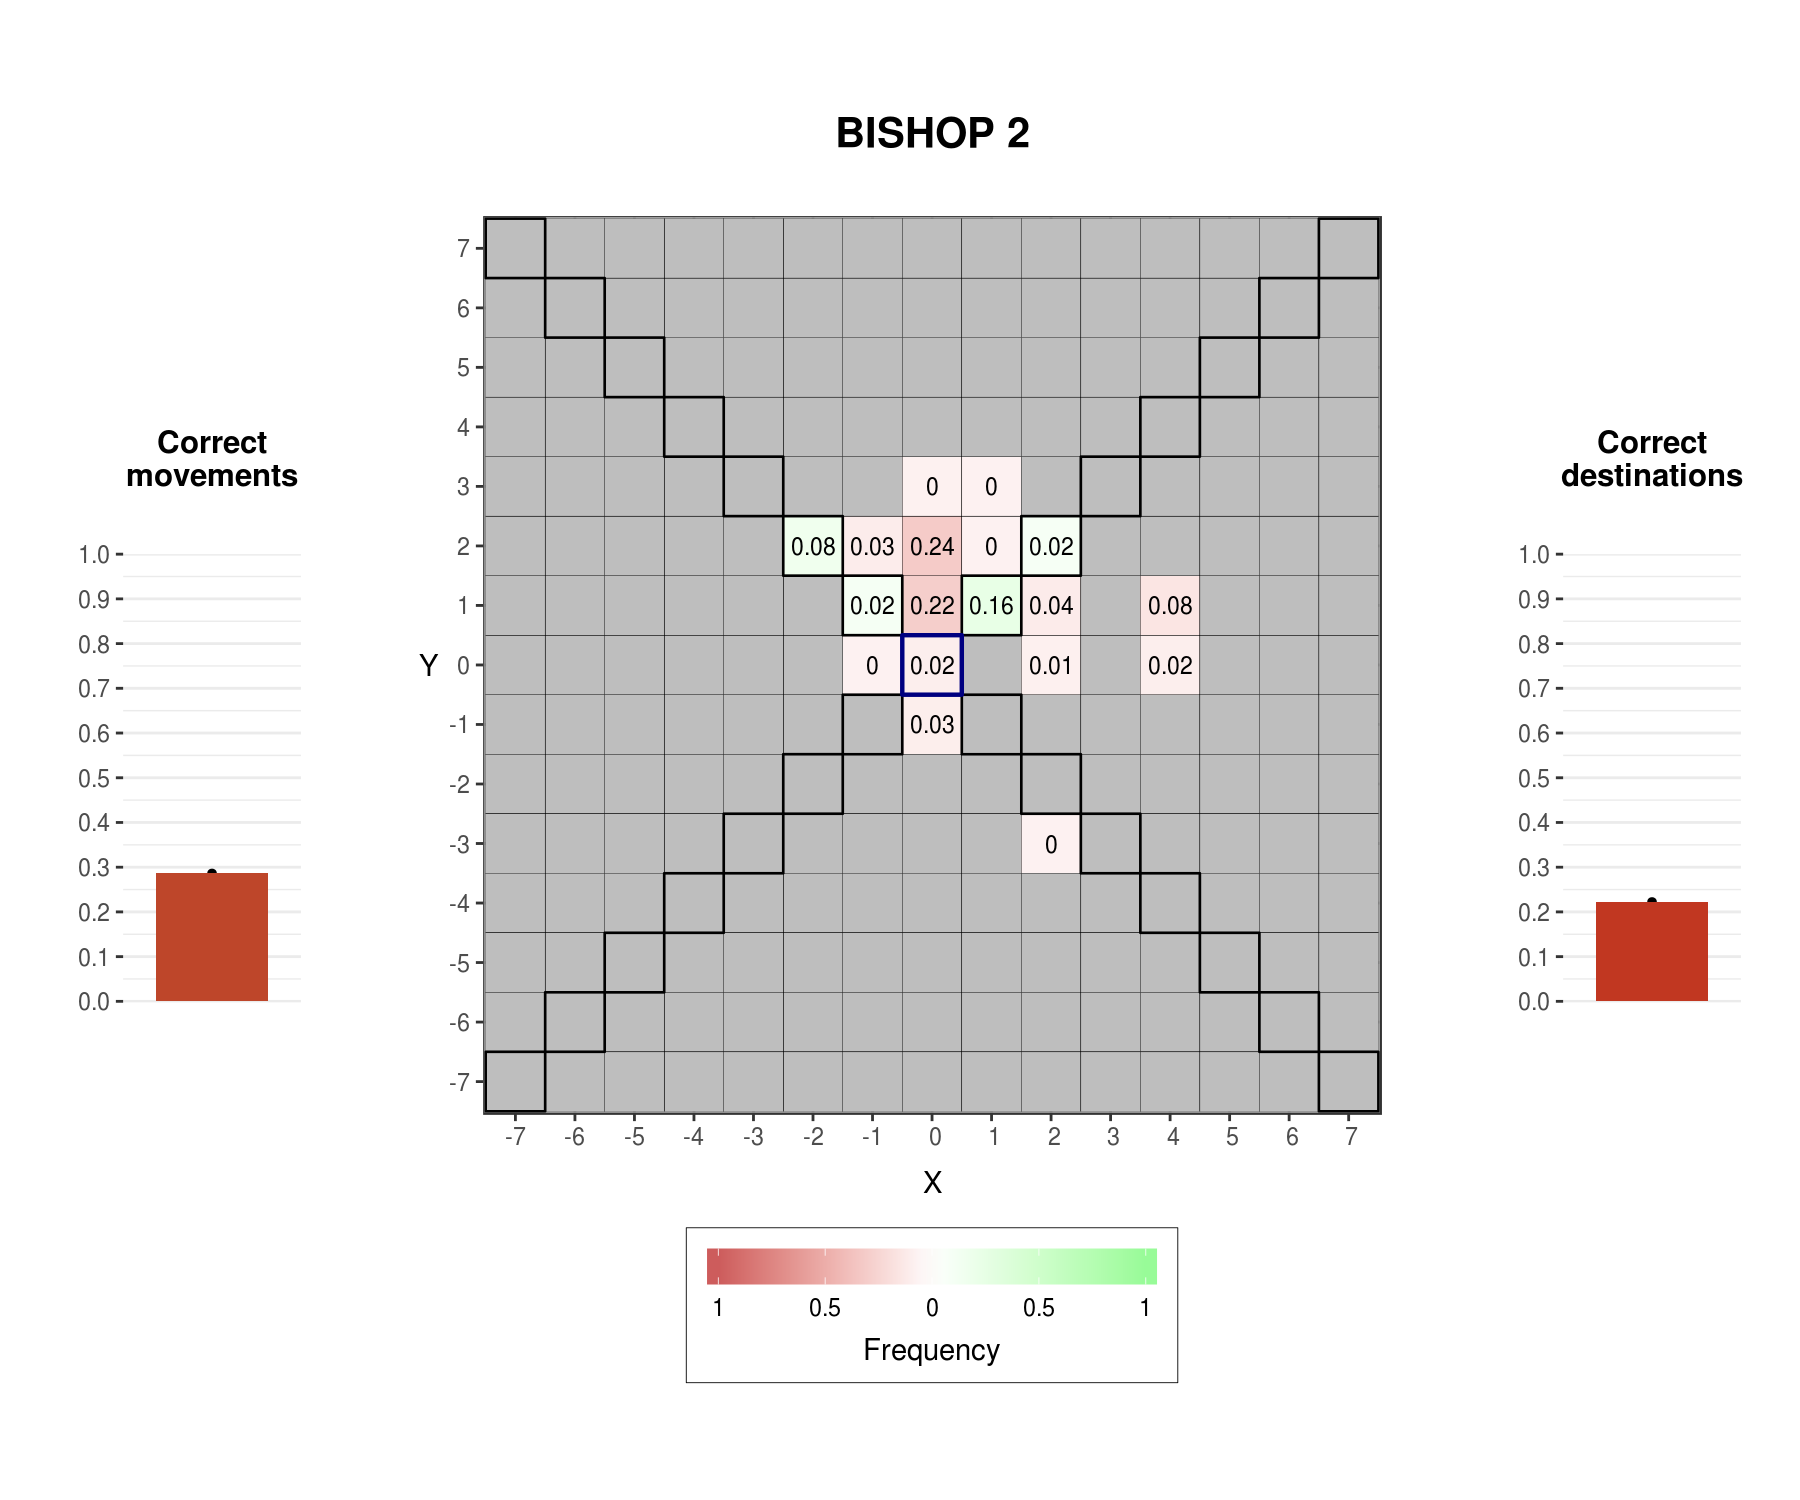 BISHOP 2
Correct
movements
1.0
0.9
0.8
0.7
0.6
0.5
0.4
0.3
0.2
0.1
0.0
Y
7
6
5
4
3 0 0
2 0.08 0.03 0.24 0 0.02
1 0.02 0.22 0.16 0.04 0.08
0 0 0.02 0.01 0.02
-1 0.03
-2
-3 0
-4
-5
-6
-7
-7 -6 -5 -4 -3 -2 -1 0 1 2 3 4 5 6 7
X
Correct
destinations
1.0
0.9
0.8
0.7
0.6
0.5
0.4
0.3
0.2
0.1
0.0
1 0.5 0 0.5 1
Frequency